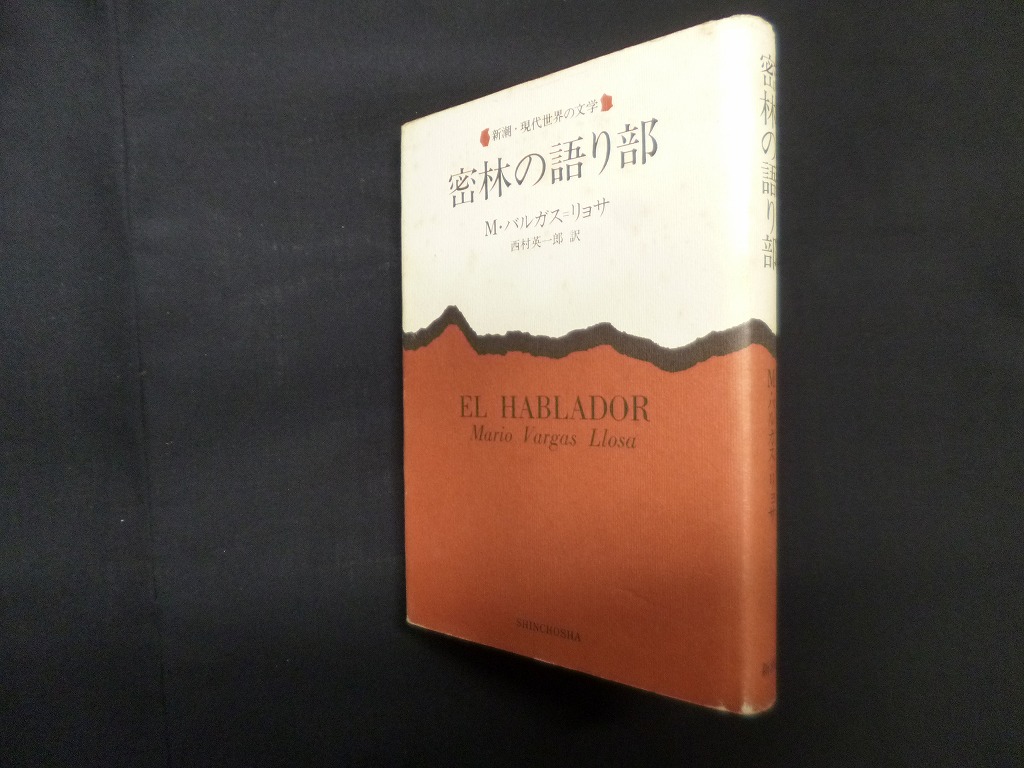 新潮・現代世界の文学
密林の語り部
M・バルガス=リョサ
西村英一郎 訳
EL HABLADOR
Mario Vargas Llosa
SHINCHOSHA
密林の語り部